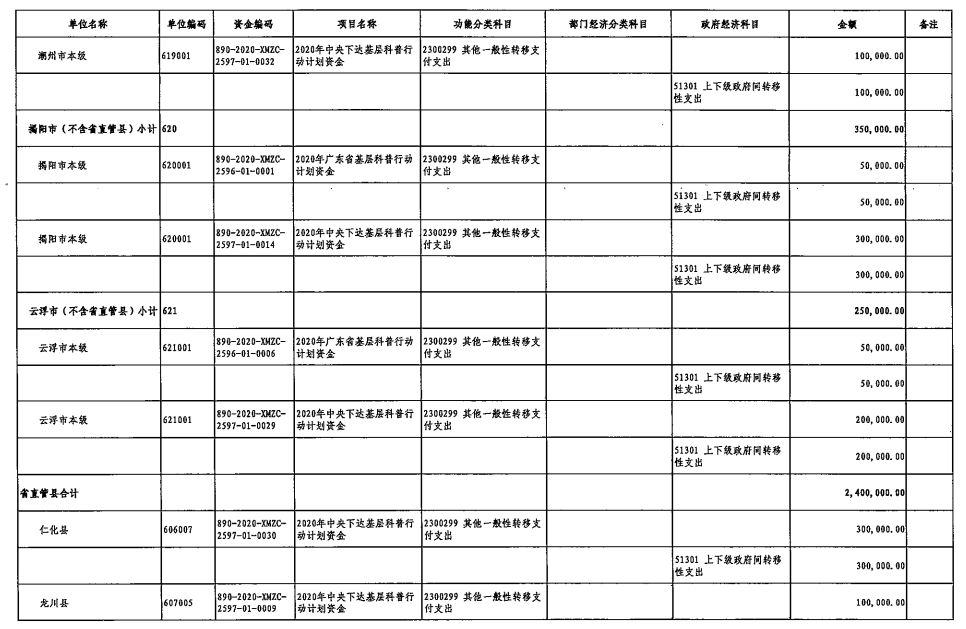 单位名称 单位编码 资金编码 项目名称 功能分类科目 部门经济分类科目 政府经济科目 金额 备注
潮州市本级 619001 890-2020-XMZC-2597-01-0032 2020年中央下达基层科普行动计划资金 2300299 其他一般性转移支付支出 100,000.00
51301 上下级政府间转移性支出 100,000.00
揭阳市（不含省直管县）小计 620 350,000.00
揭阳市本级 620001 890-2020-XMZC-2596-01-0001 2020年广东省基层科普行动计划资金 2300299 其他一般性转移支付支出 50,000.00
51301 上下级政府间转移性支出 50,000.00
揭阳市本级 620001 890-2020-XMZC-2597-01-0014 2020年中央下达基层科普行动计划资金 2300299 其他一般性转移支付支出 300,000.00
51301 上下级政府间转移性支出 300,000.00
云浮市（不含省直管县）小计 621 250,000.00
云浮市本级 621001 890-2020-XMZC-2596-01-0006 2020年广东省基层科普行动计划资金 2300299 其他一般性转移支付支出 50,000.00
51301 上下级政府间转移性支出 50,000.00
云浮市本级 621001 890-2020-XMZC-2597-01-0029 2020年中央下达基层科普行动计划资金 2300299 其他一般性转移支付支出 200,000.00
51301 上下级政府间转移性支出 200,000.00
省直管县合计 2,400,000.00
仁化县 606007 890-2020-XMZC-2597-01-0030 2020年中央下达基层科普行动计划资金 2300299 其他一般性转移支付支出 300,000.00
51301 上下级政府间转移性支出 300,000.00
龙川县 607005 890-2020-XMZC-2597-01-0009 2020年中央下达基层科普行动计划资金 2300299 其他一般性转移支付支出 100,000.00